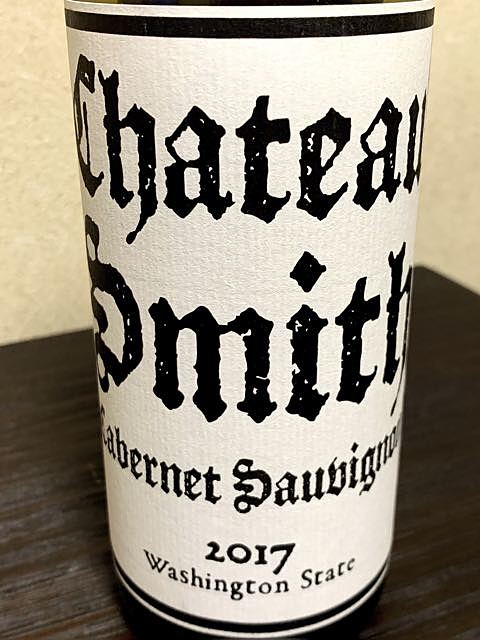 Chateau
Smith
Cabernet Sauvignon
2017
Washington State